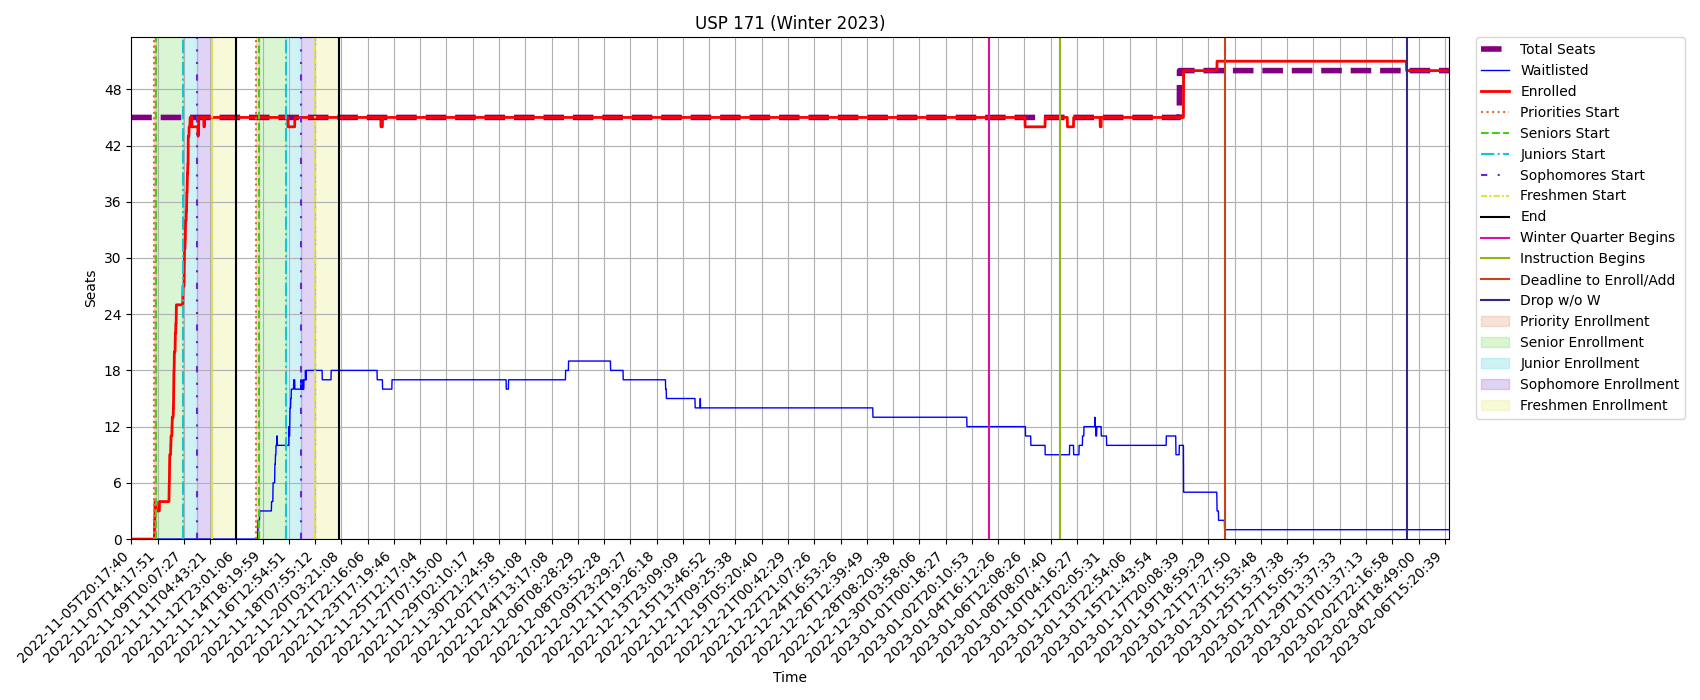 USP 171 (Winter 2023)
Seats
48
42
36
30
24
18
12
6
0
2022-11-05T20:17:40
2022-11-07T14:17:51
2022-11-09T10:07:27
2022-11-11T04:43:21
2022-11-12T23:01:06
2022-11-14T18:19:59
2022-11-16T12:54:51
2022-11-18T07:55:12
2022-11-20T03:21:08
2022-11-21T22:16:06
2022-11-23T17:19:46
2022-11-25T12:17:04
2022-11-27T07:15:00
2022-11-29T02:10:17
2022-11-30T21:24:58
2022-12-02T17:51:08
2022-12-04T13:17:08
2022-12-06T08:28:29
2022-12-08T03:52:28
2022-12-09T23:29:27
2022-12-11T19:26:18
2022-12-13T13:09:09
2022-12-15T13:46:52
2022-12-17T09:25:38
2022-12-19T05:20:40
2022-12-21T00:42:29
2022-12-22T21:07:26
2022-12-24T16:53:26
2022-12-26T12:39:49
2022-12-28T08:20:38
2022-12-30T03:58:06
2023-01-01T00:18:27
2023-01-02T20:10:53
2023-01-04T16:12:26
2023-01-06T12:08:26
2023-01-08T08:07:40
2023-01-10T04:16:27
2023-01-12T02:05:31
2023-01-13T22:54:06
2023-01-15T21:43:54
2023-01-17T20:08:39
2023-01-19T18:59:29
2023-01-21T17:27:50
2023-01-23T15:53:48
2023-01-25T15:37:38
2023-01-27T15:05:35
2023-01-29T13:37:33
2023-02-01T01:37:13
2023-02-02T22:16:58
2023-02-04T18:49:00
2023-02-06T15:20:39
Time
Total Seats
Waitlisted
Enrolled
Priorities Start
Seniors Start
Juniors Start
Sophomores Start
Freshmen Start
End
Winter Quarter Begins
Instruction Begins
Deadline to Enroll/Add
Drop w/o W
Priority Enrollment
Senior Enrollment
Junior Enrollment
Sophomore Enrollment
Freshmen Enrollment